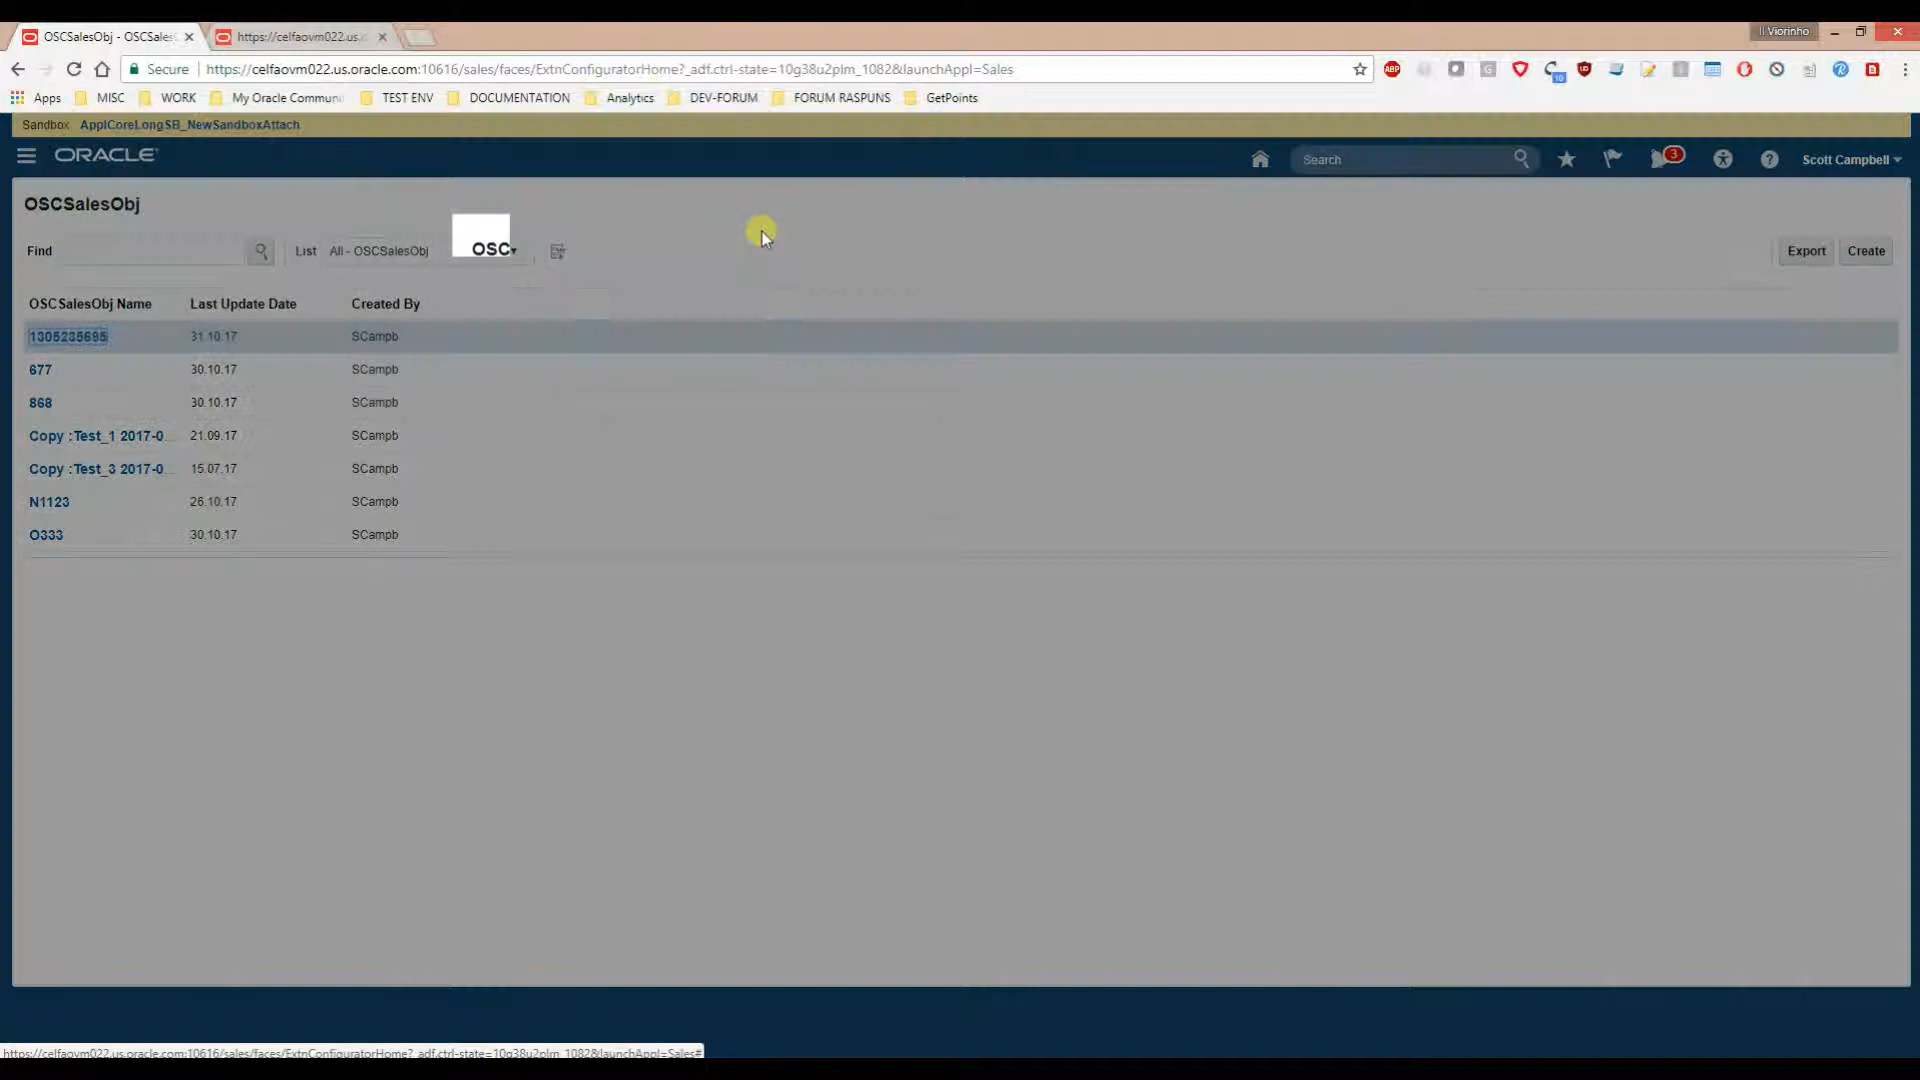 OSCSalesObj - OSCSales
https://celfaovm022.us.
II Viorinho
Secure https://celfaovm022.us.oracle.com:10616/sales/faces/ExtnConfiguratorHome?_adf.ctrl-state=10g38u2plm_1082&launchAppl=Sales
ABP
10
Apps MISC WORK My Oracle Communi TEST ENV DOCUMENTATION Analytics DEV-FORUM FORUM RASPUNS GetPoints
Sandbox ApplCoreLongSB_NewSandboxAttach
ORACLE
Search
3
Scott Campbell
OSCSalesObj
Find List All - OSCSalesObj OSC Export Create
OSCSalesObj Name Last Update Date Created By
1305235695 31.10.17 SCampb
677 30.10.17 SCampb
868 30.10.17 SCampb
Copy :Test_1 2017-0... 21.09.17 SCampb
Copy :Test_3 2017-0... 15.07.17 SCampb
N1123 26.10.17 SCampb
O333 30.10.17 SCampb
https://celfaovm022.us.oracle.com:10616/sales/faces/ExtnConfiguratorHome?_adf.ctrl-state=10g38u2plm_1082&launchAppl=Sales#